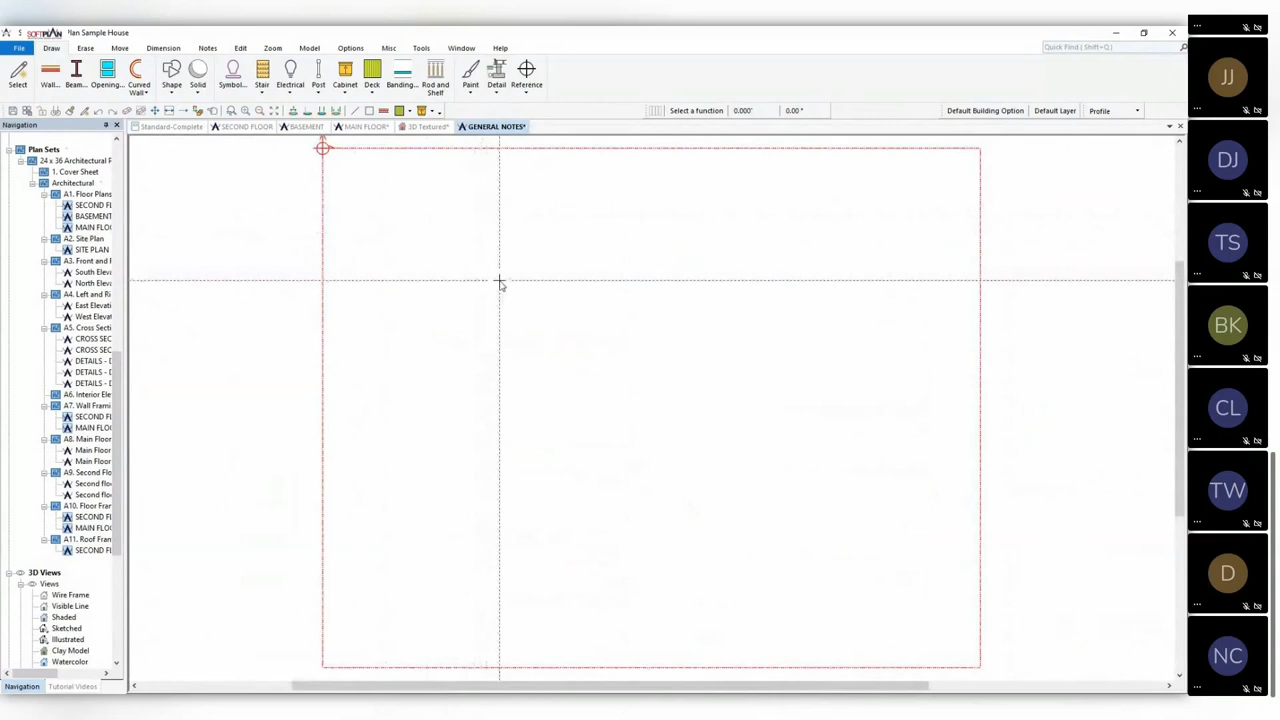 SOFTPLAN
Plan Sample House
File Draw Erase Move Dimension Notes Edit Zoom Model Options Misc Tools Window Help
Quick Find (Shift+Q)
Select Wall... Beam... Opening... Curved Wall Shape Solid Symbol... Stair Electrical Post Cabinet Deck Banding... Rod and Shelf Paint Detail Reference
Select a function 0.000' 0.00 ° Default Building Option Default Layer Profile
Navigation
Standard-Complete SECOND FLOOR BASEMENT MAIN FLOOR* 3D Textured* GENERAL NOTES*
Plan Sets
24 x 36 Architectural P
1. Cover Sheet
Architectural
A1. Floor Plans
SECOND FL
BASEMENT
MAIN FLO
A2. Site Plan
SITE PLAN
A3. Front and F
South Eleva
North Eleva
A4. Left and Ri
East Elevati
West Elevat
A5. Cross Secti
CROSS SEC
CROSS SEC
DETAILS - D
DETAILS - D
DETAILS - D
A6. Interior Ele
A7. Wall Frami
SECOND FL
MAIN FLOO
A8. Main Floor
Main Floor
Main Floor
A9. Second Flo
Second floo
Second floo
A10. Floor Fran
SECOND FL
MAIN FLOO
A11. Roof Fram
SECOND FL
3D Views
Views
Wire Frame
Visible Line
Shaded
Sketched
Illustrated
Clay Model
Watercolor
Navigation Tutorial Videos
JJ
DJ
TS
BK
CL
TW
D
NC